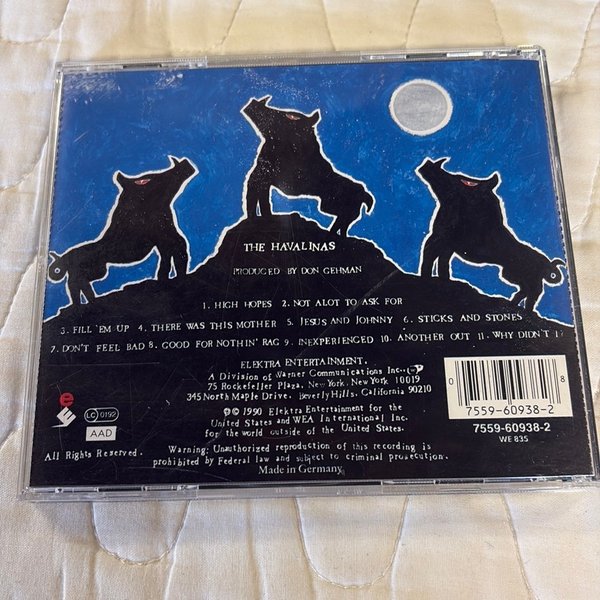 THE HAVALINAS
PRODUCED BY DON GEHMAN
1. HIGH HOPES 2. NOT ALOT TO ASK FOR
3. FILL 'EM UP 4. THERE WAS THIS MOTHER 5. JESUS AND JOHNNY 6. STICKS AND STONES
7. DON'T FEEL BAD 8. GOOD FOR NOTHIN' RAG 9. INEXPERIENCED 10. ANOTHER OUT 11. WHY DIDN'T I?
ELEKTRA ENTERTAINMENT.
A Division of Warner Communications Inc.
75 Rockefeller Plaza, New York, New York 10019
345 North Maple Drive, Beverly Hills, California 90210
℗ © 1990 Elektra Entertainment for the
United States and WEA International Inc.
for the world outside of the United States.
Warning: Unauthorized reproduction of this recording is
prohibited by Federal law and subject to criminal prosecution.
Made in Germany
e
LC 0192
AAD
All Rights Reserved.
0 8
7559-60938-2
7559-60938-2
WE 835